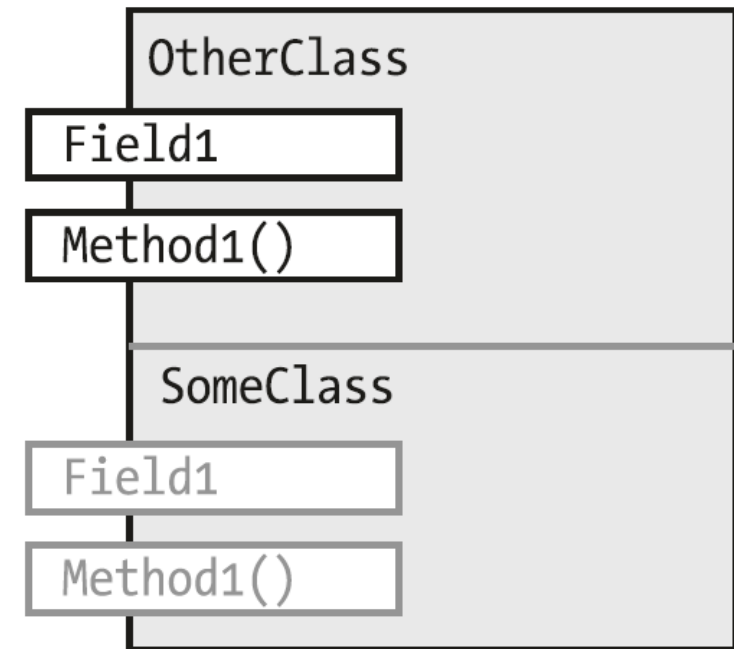 OtherClass
Field1
Method1()
SomeClass
Field1
Method1()